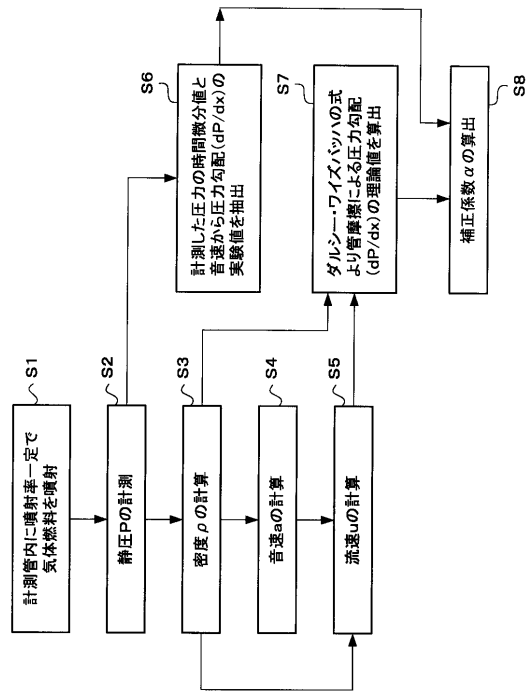 S1
計測管内に噴射率一定で
気体燃料を噴射
S2
静圧Pの計測
S3
密度ρの計算
S4
音速aの計算
S5
流速uの計算
S6
計測した圧力の時間微分値と
音速から圧力勾配(dP/dx)の
実験値を抽出
S7
ダルシー・ワイズバッハの式
より管摩擦による圧力勾配
(dP/dx)の理論値を算出
S8
補正係数αの算出